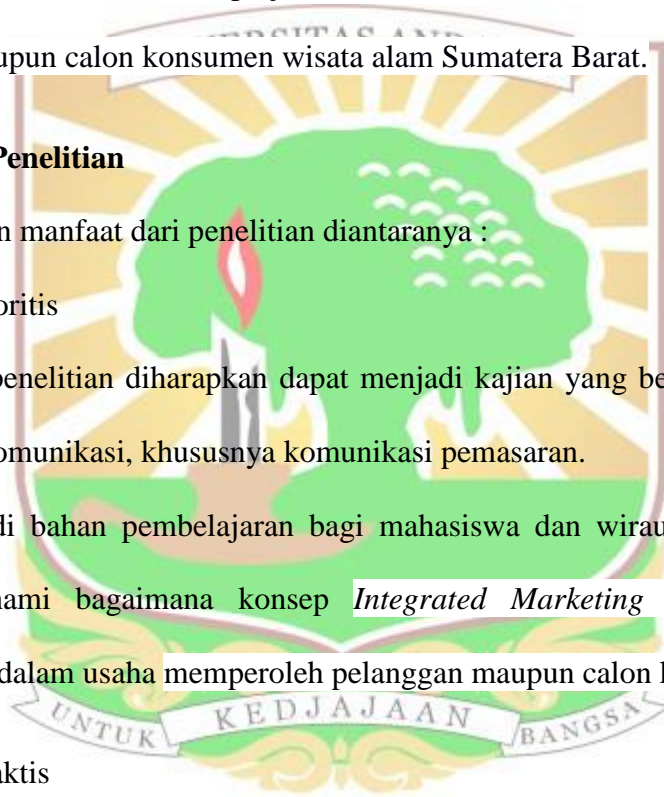 upun calon konsumen wisata alam Sumatera Barat.
Penelitian
n manfaat dari penelitian diantaranya :
oritis
penelitian diharapkan dapat menjadi kajian yang be
omunikasi, khususnya komunikasi pemasaran.
di bahan pembelajaran bagi mahasiswa dan wirau
nami bagaimana konsep Integrated Marketing
dalam usaha memperoleh pelanggan maupun calon
UNTUK KEDJAJAAN BANGSA
aktis